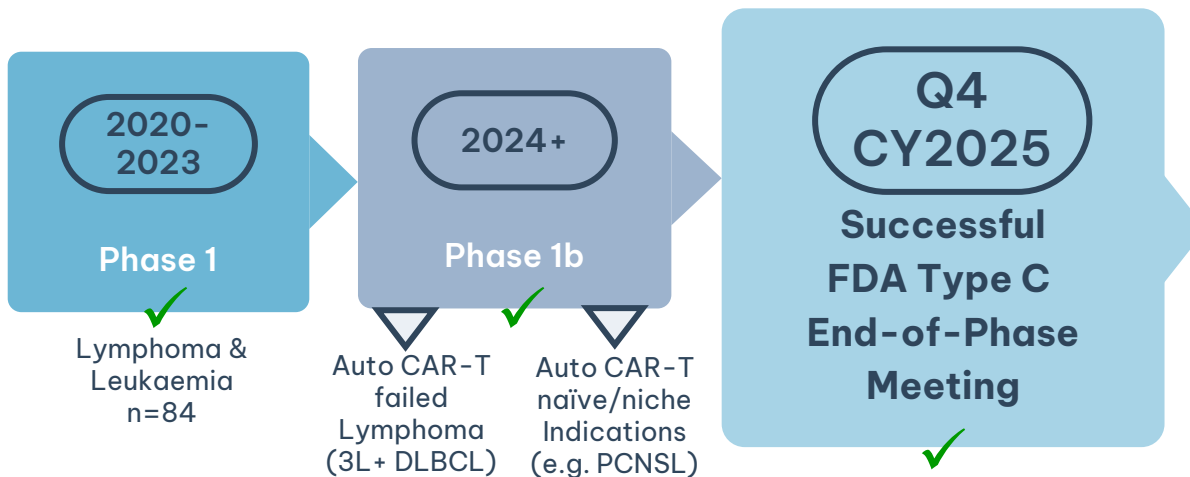 2020-
2023
Phase 1
Lymphoma &
Leukaemia
n=84
2024+
Phase 1b
Auto CAR-T
failed
Lymphoma
(3L+ DLBCL)
Auto CAR-T
naïve/niche
Indications
(e.g. PCNSL)
Q4
CY2025
Successful
FDA Type C
End-of-Phase
Meeting